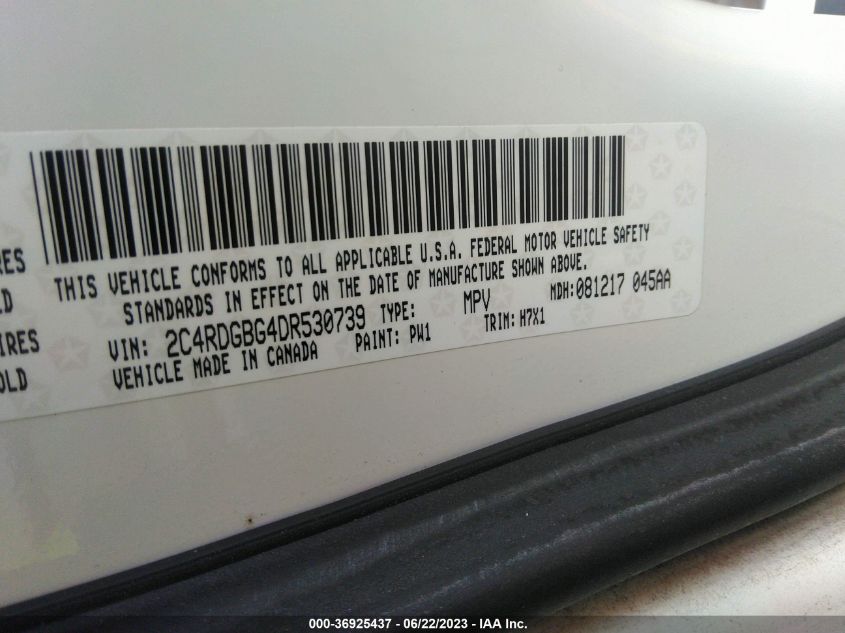 THIS VEHICLE CONFORMS TO ALL APPLICABLE U.S.A. FEDERAL MOTOR VEHICLE SAFETY
STANDARDS IN EFFECT ON THE DATE OF MANUFACTURE SHOWN ABOVE.
VIN: 2C4RDGBG4DR530739 TYPE: MPV MDH:081217 045AA
VEHICLE MADE IN CANADA PAINT: PW1 TRIM: H7X1
RES
LD
IRES
OLD
000-36925437 - 06/22/2023 - IAA Inc.